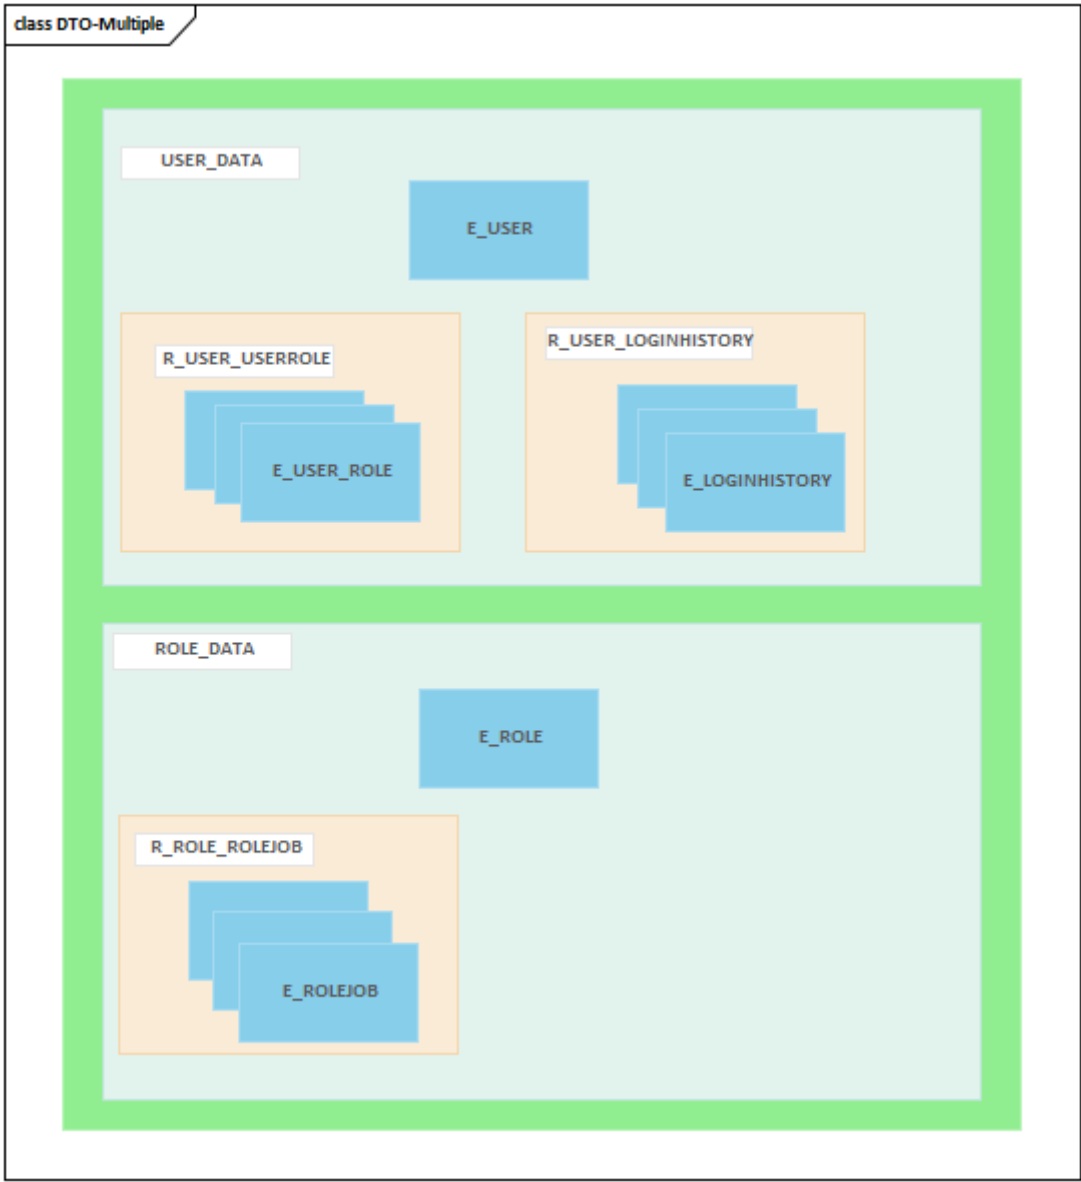 class DTO-Multiple
USER_DATA
E_USER
R_USER_USERROLE
R_USER_LOGINHISTORY
E_USER_ROLE
E_LOGINHISTORY
ROLE_DATA
E_ROLE
R_ROLE_ROLEJOB
E_ROLEJOB